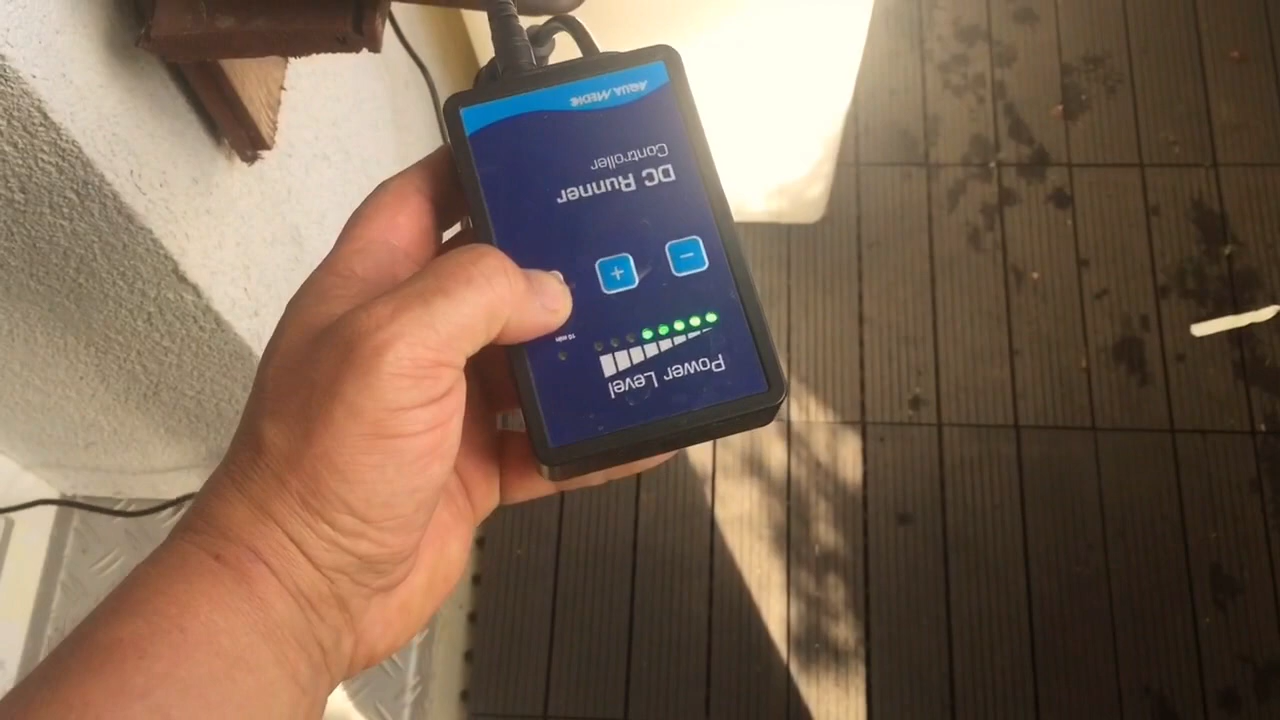 Power Level
10 min
- +
DC Runner
Controller
AQUA MEDIC